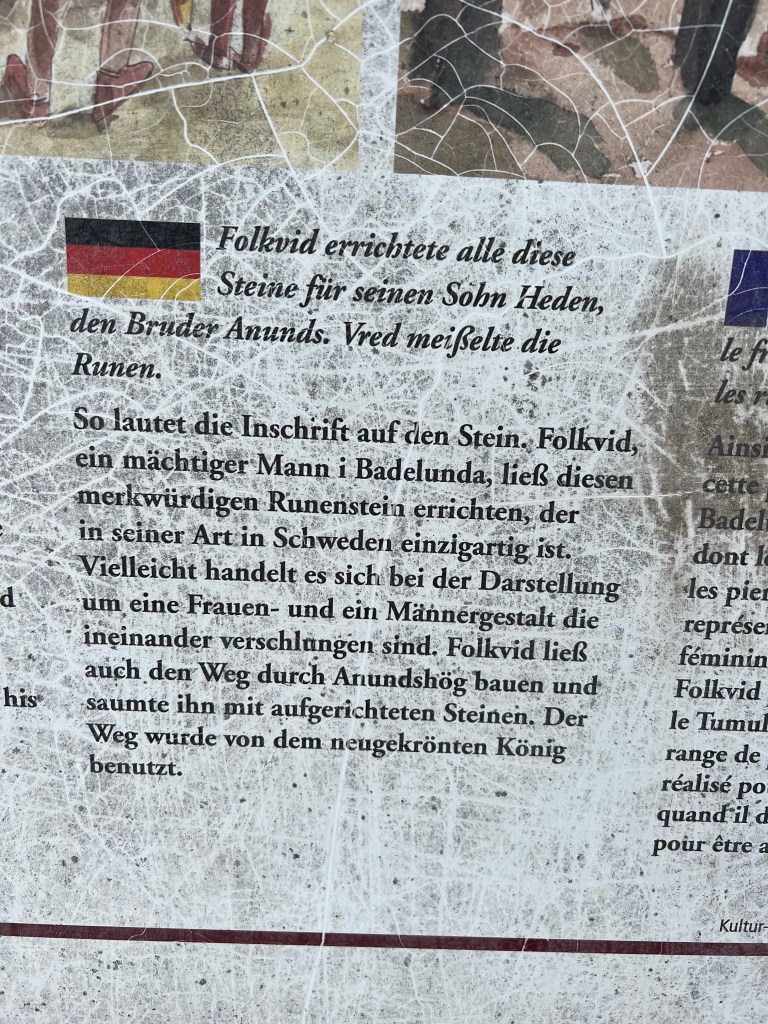 Folkvid errichtete alle diese
Steine für seinen Sohn Heden,
den Bruder Anunds. Vred meißelte die
Runen.
So lautet die Inschrift auf den Stein. Folkvid,
ein mächtiger Mann i Badelunda, ließ diesen
merkwürdigen Runenstein errichten, der
in seiner Art in Schweden einzigartig ist.
Vielleicht handelt es sich bei der Darstellung
um eine Frauen- und ein Männergestalt die
ineinander verschlungen sind. Folkvid ließ
auch den Weg durch Anundshög bauen und
saumte ihn mit aufgerichteten Steinen. Der
Weg wurde von dem neugekrönten König
benutzt.
d
his
le fr
les r
Ainsi
cette
Badel
dont l
les pier
représe
féminin
Folkvid
le Tumul
range de
réalisé po
quand il d
pour être a
Kultur-